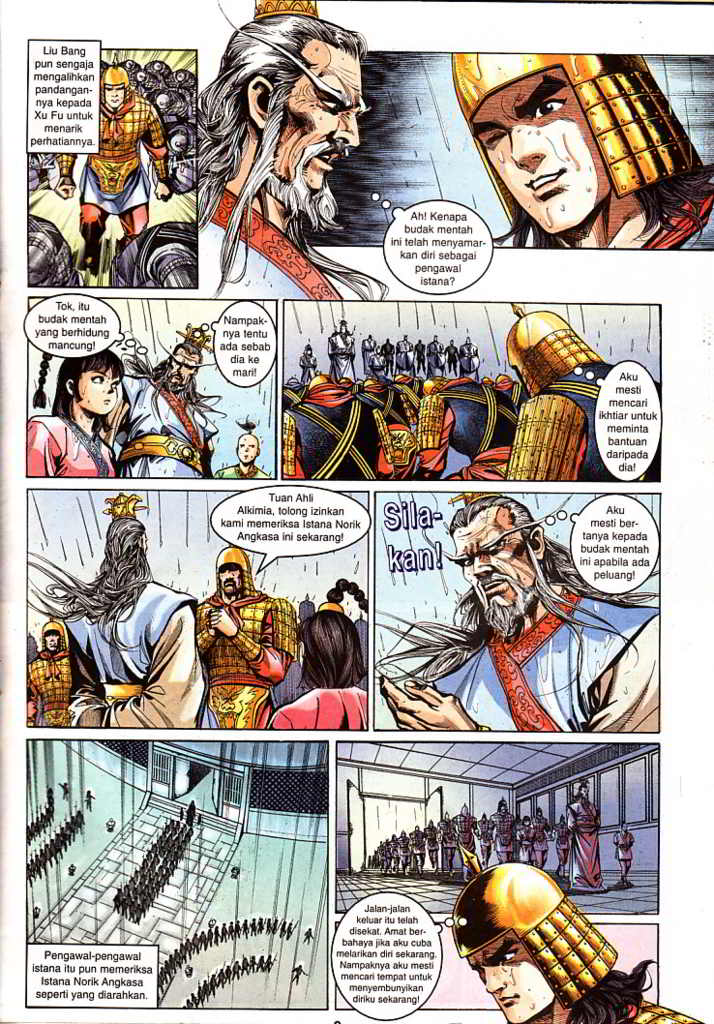 Liu Bang
pun sengaja
mengalihkan
pandangan-
nya kepada
Xu Fu untuk
menarik
perhatiannya.
Ah! Kenapa
budak mentah
ini telah menyamar-
kan diri sebagai
pengawal
istana?
Tok, itu
budak mentah
yang berhidung
mancung!
Nampak-
nya tentu
ada sebab
dia ke
mari!
Aku
mesti
mencari
ikhtiar untuk
meminta
bantuan
daripada
dia!
Tuan Ahli
Alkimia, tolong izinkan
kami memeriksa Istana Norik
Angkasa sekarang!
Sila-
kan!
Aku
mesti ber-
tanya kepada
budak mentah
ini apabila ada
peluang!
Pengawal-pengawal
istana itu pun memeriksa
Istana Norik Angkasa
seperti yang diarahkan.
Jalan-jalan
keluar itu telah
disekat. Amat ber-
bahaya jika aku cuba
melarikan diri sekarang.
Nampaknya aku mesti
mencari tempat untuk
menyembunyikan
diriku sekarang!